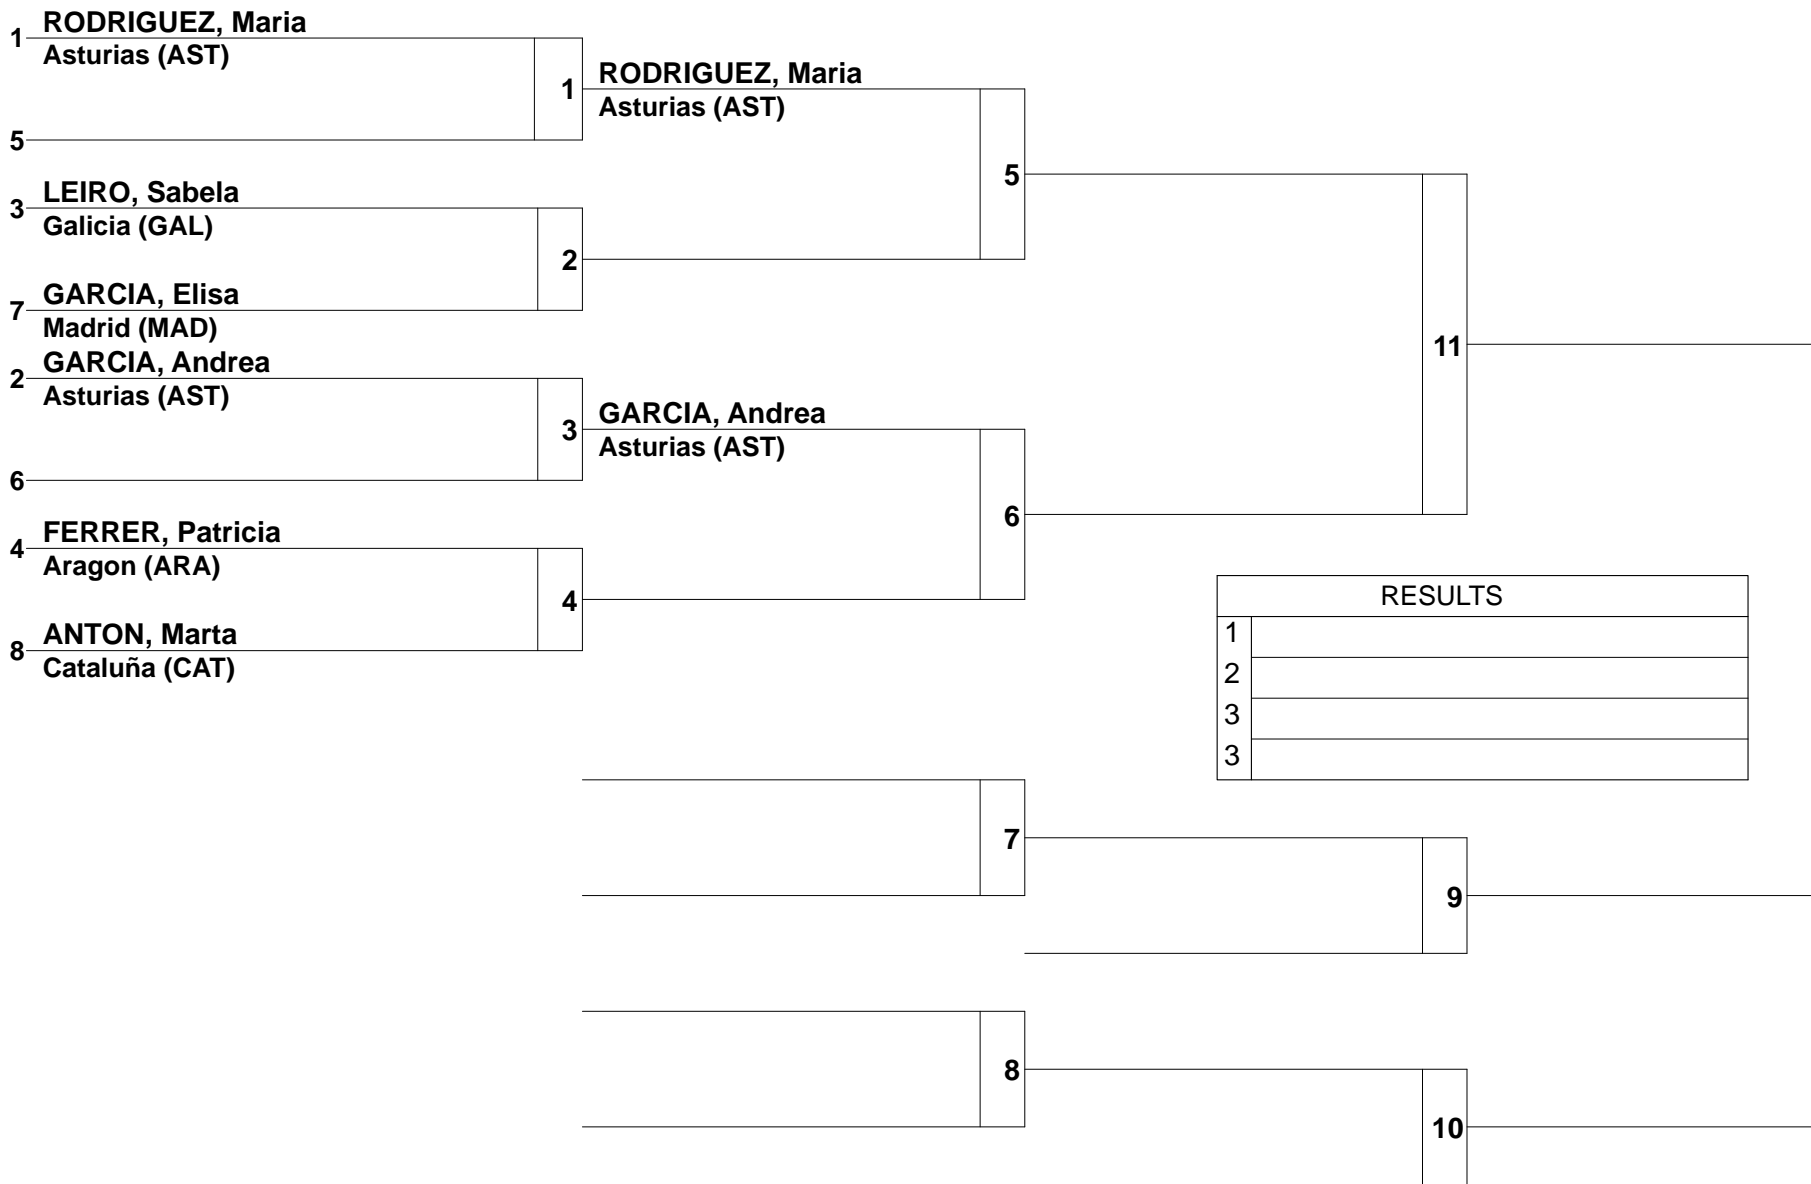 RODRIGUEZ, Maria
1
Asturias (AST)
1
RODRIGUEZ, Maria
Asturias (AST)
5
5
LEIRO, Sabela
3
Galicia (GAL)
2
GARCIA, Elisa
7
Madrid (MAD)
GARCIA, Andrea
2
Asturias (AST)
11
3
GARCIA, Andrea
Asturias (AST)
6
6
FERRER, Patricia
4
Aragon (ARA)
4
ANTON, Marta
8
Cataluña (CAT)
RESULTS
1
2
3
3
7
9
8
10